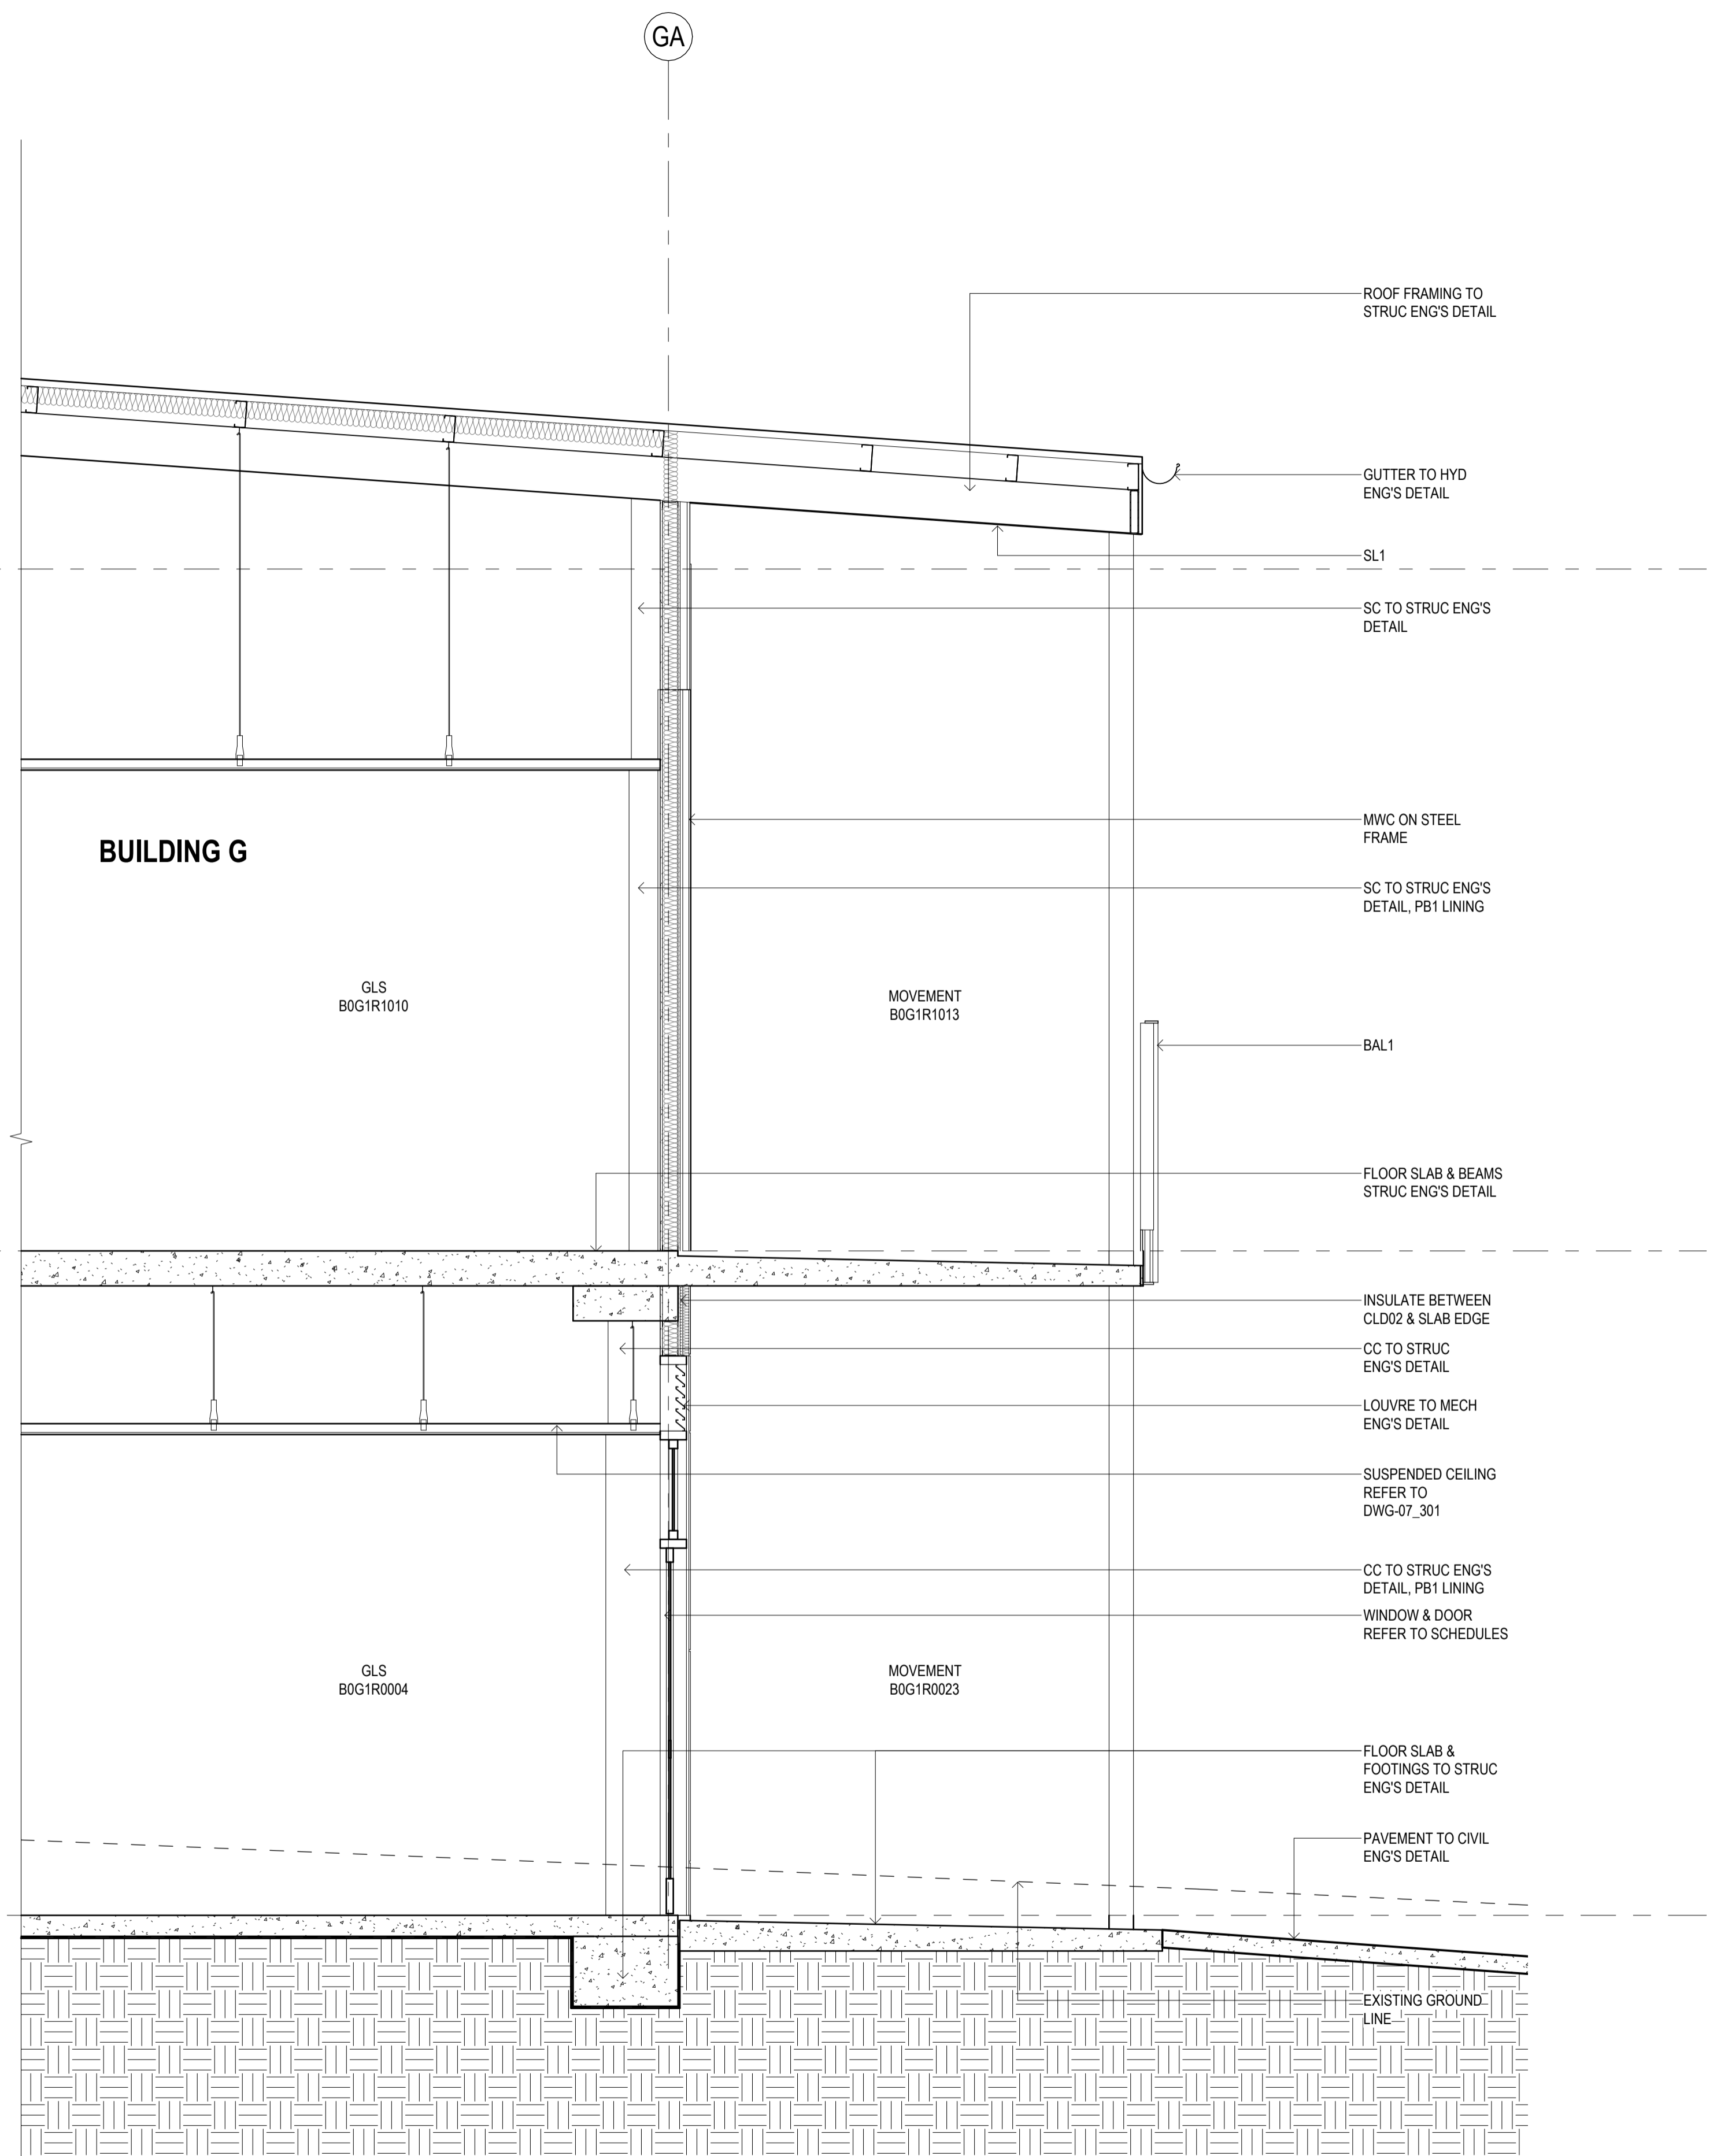 GA
ROOF FRAMING TO
STRUC ENG'S DETAIL
GUTTER TO HYD
ENG'S DETAIL
SL1
SC TO STRUC ENG'S
DETAIL
MWC ON STEEL
FRAME
BUILDING G
SC TO STRUC ENG'S
DETAIL, PB1 LINING
GLS
B0G1R1010
MOVEMENT
B0G1R1013
BAL1
FLOOR SLAB & BEAMS
STRUC ENG'S DETAIL
INSULATE BETWEEN
CLD02 & SLAB EDGE
CC TO STRUC
ENG'S DETAIL
LOUVRE TO MECH
ENG'S DETAIL
SUSPENDED CEILING
REFER TO
DWG-07_301
CC TO STRUC ENG'S
DETAIL, PB1 LINING
WINDOW & DOOR
REFER TO SCHEDULES
GLS
B0G1R0004
MOVEMENT
B0G1R0023
FLOOR SLAB &
FOOTINGS TO STRUC
ENG'S DETAIL
PAVEMENT TO CIVIL
ENG'S DETAIL
EXISTING GROUND
LINE